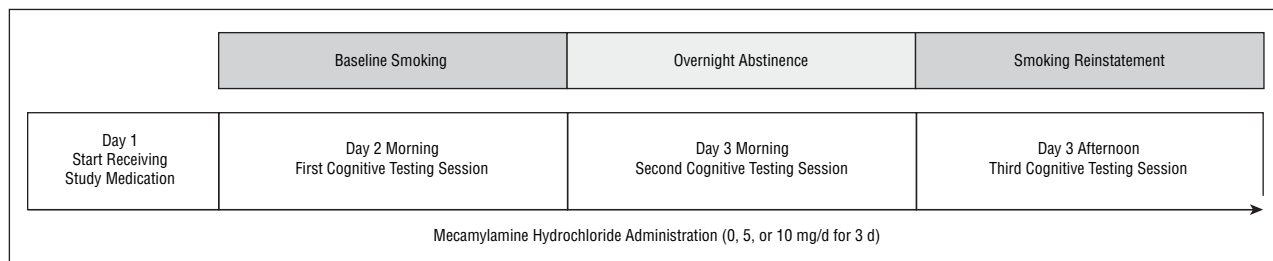 Baseline Smoking
Overnight Abstinence
Smoking Reinstatement
Day 1
Start Receiving
Study Medication
Day 2 Morning
First Cognitive Testing Session
Day 3 Morning
Second Cognitive Testing Session
Day 3 Afternoon
Third Cognitive Testing Session
Mecamylamine Hydrochloride Administration (0, 5, or 10 mg/d for 3 d)